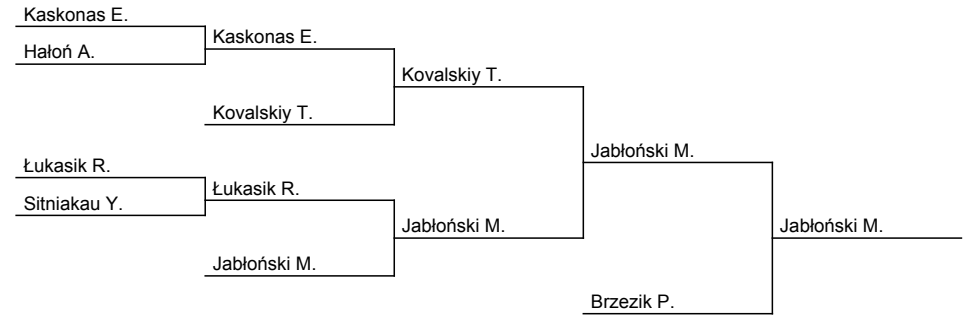 Kaskonas E.
Kaskonas E.
Hałoń A.
Kovalskiy T.
Kovalskiy T.
Jabłoński M.
Łukasik R.
Łukasik R.
Sitniakau Y.
Jabłoński M.
Jabłoński M.
Jabłoński M.
Brzezik P.